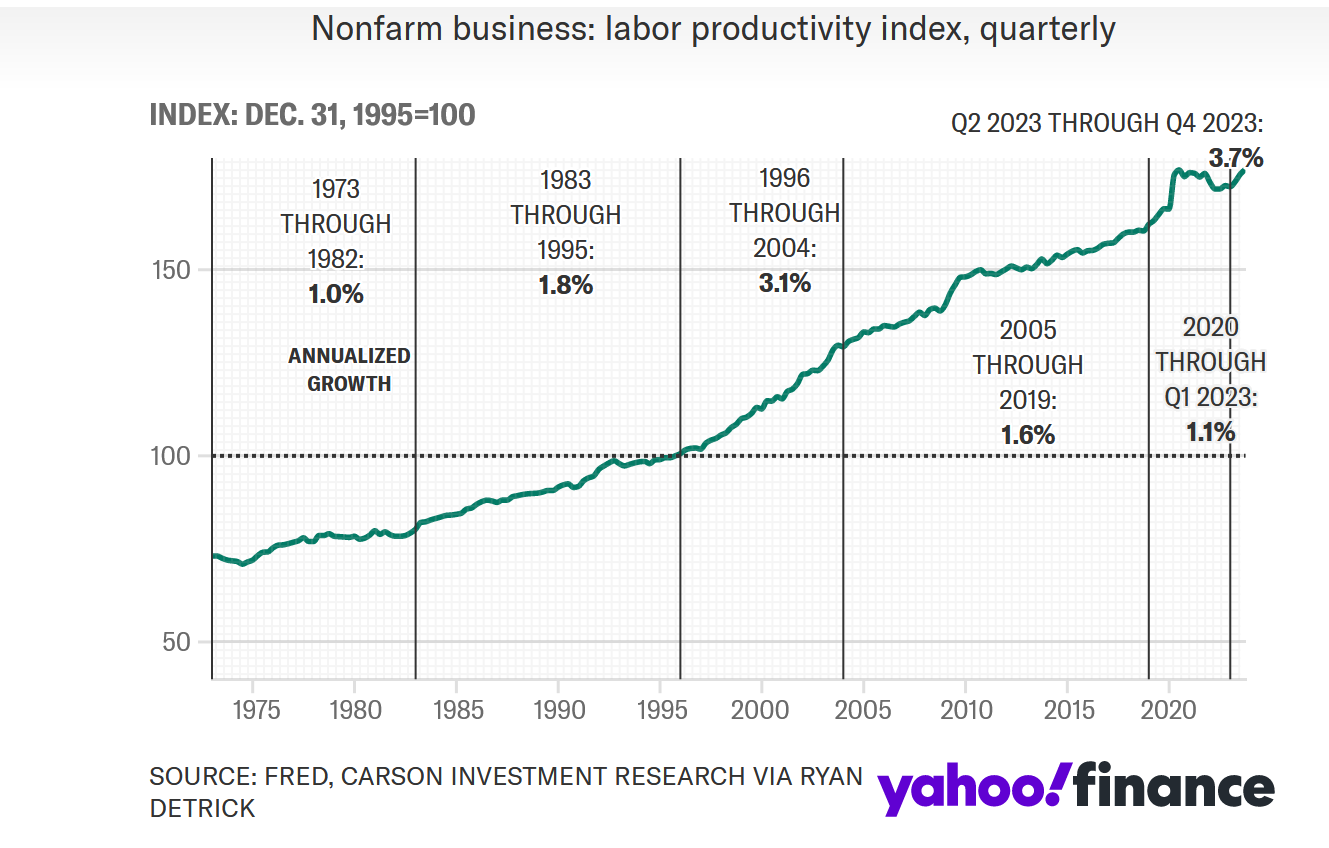 Nonfarm business: labor productivity index, quarterly
INDEX: DEC. 31, 1995=100
Q2 2023 THROUGH Q4 2023:
3.7%
1973
THROUGH
1982:
1.0%
1983
THROUGH
1995:
1.8%
1996
THROUGH
2004:
3.1%
150
ANNUALIZED
GROWTH
2005
THROUGH
2019:
1.6%
2020
THROUGH
Q1 2023:
1.1%
100
50
1975 1980 1985 1990 1995 2000 2005 2010 2015 2020
SOURCE: FRED, CARSON INVESTMENT RESEARCH VIA RYAN
DETRICK
yahoo!finance